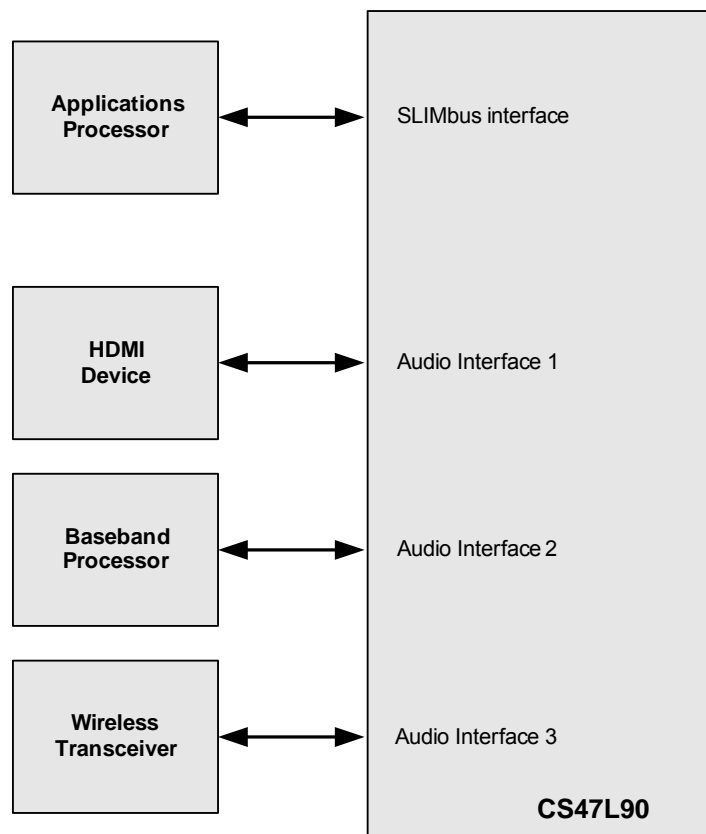 Applications
Processor
SLIMbus interface
HDMI
Device
Audio Interface 1
Baseband
Processor
Audio Interface 2
Wireless
Transceiver
Audio Interface 3
CS47L90